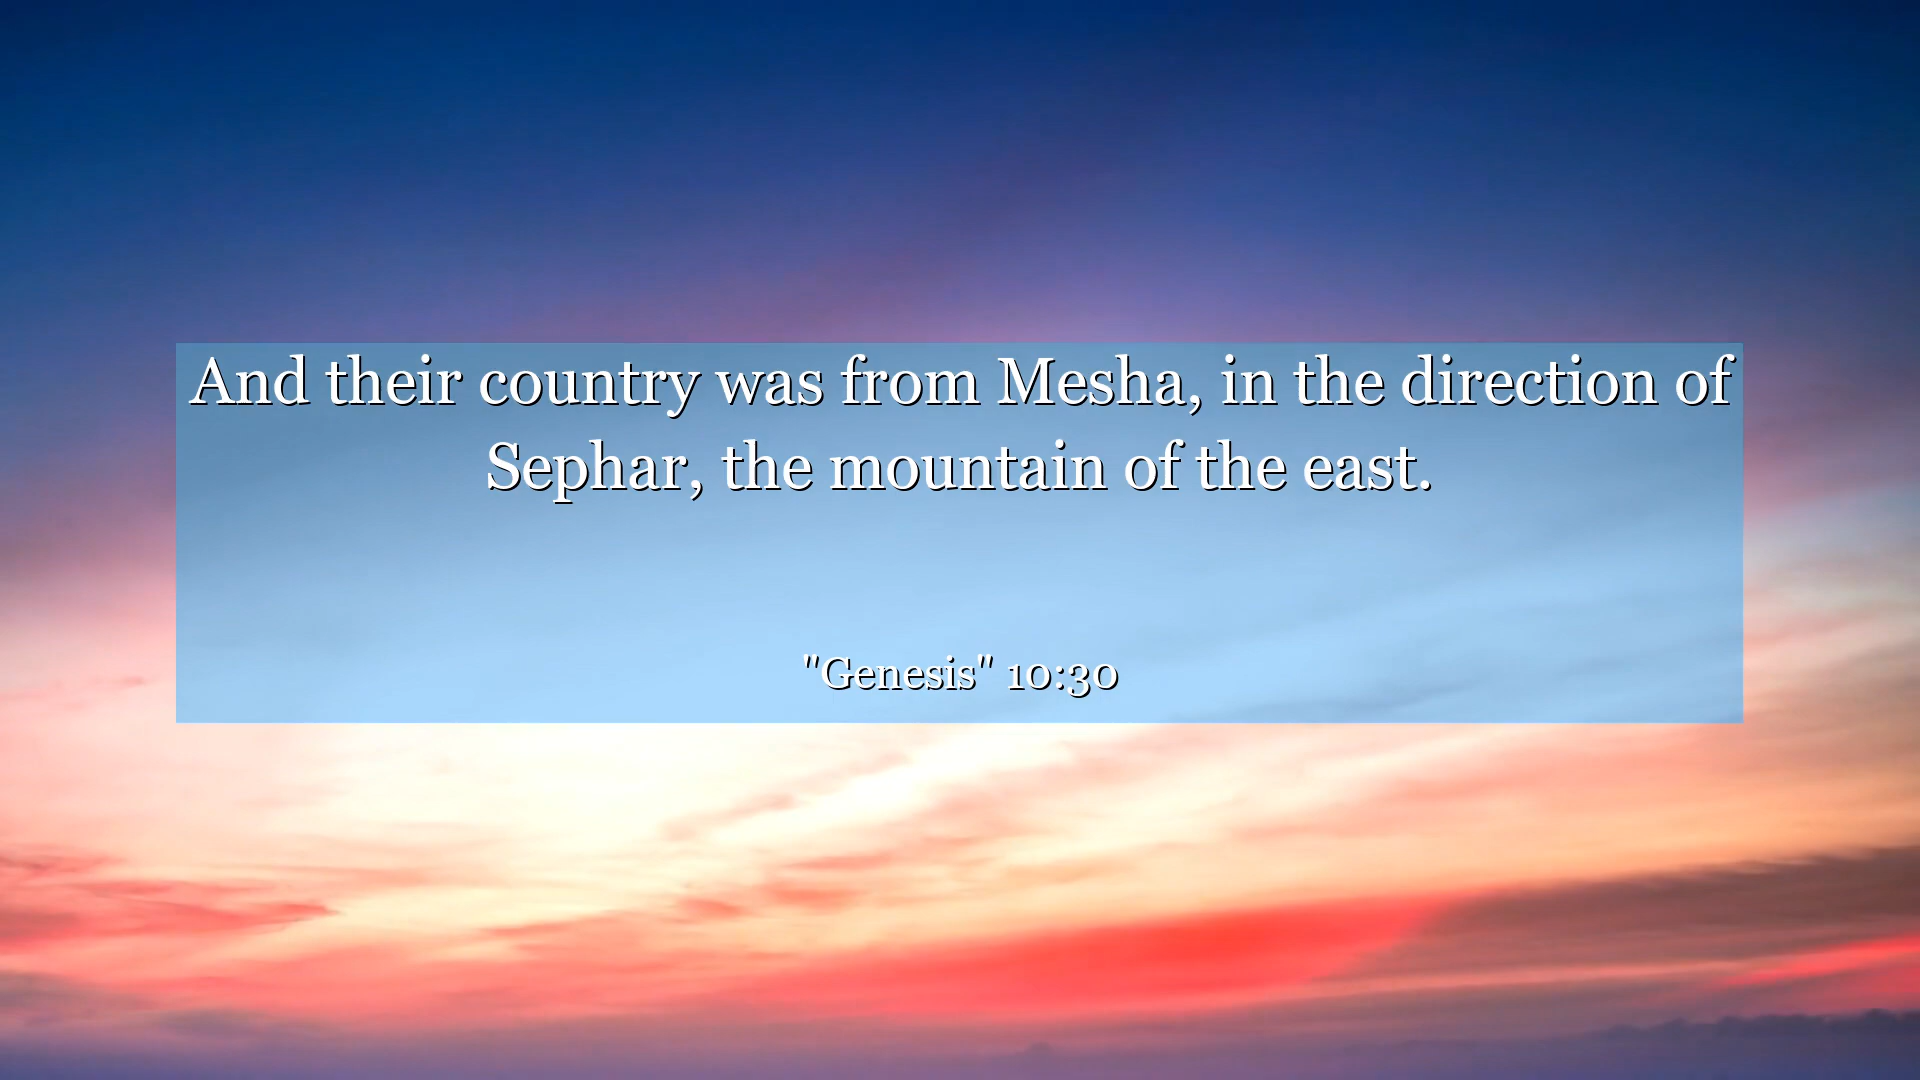 And their country was from Mesha, in the direction of
Sephar, the mountain of the east.
"Genesis" 10:30